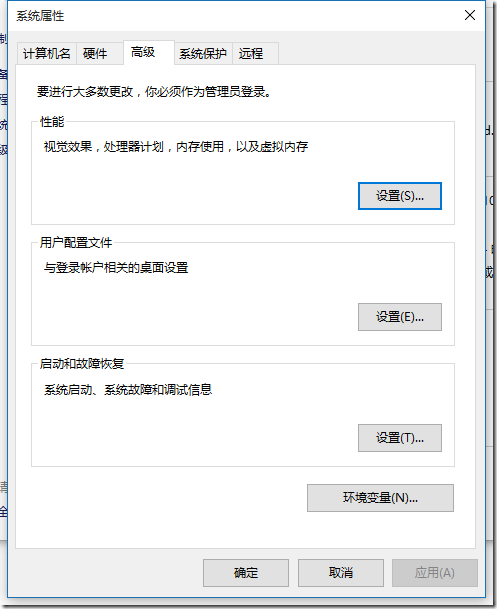 系统属性
计算机名 硬件 高级 系统保护 远程
要进行大多数更改，你必须作为管理员登录。
性能
视觉效果，处理器计划，内存使用，以及虚拟内存
设置(S)...
用户配置文件
与登录帐户相关的桌面设置
设置(E)...
启动和故障恢复
系统启动、系统故障和调试信息
设置(T)...
环境变量(N)...
确定 取消 应用(A)